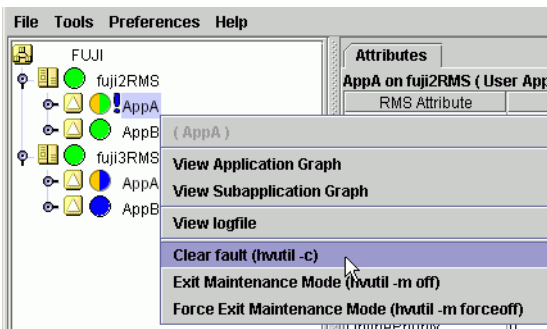 File Tools Preferences Help
FUJI
Attributes
fuji2RMS
AppA on fuji2RMS ( User App
AppA
RMS Attribute
AppB
( AppA )
fuji3RMS
View Application Graph
AppA
View Subapplication Graph
AppB
View logfile
Clear fault (hvutil -c)
Exit Maintenance Mode (hvutil -m off)
Force Exit Maintenance Mode (hvutil -m forceoff)